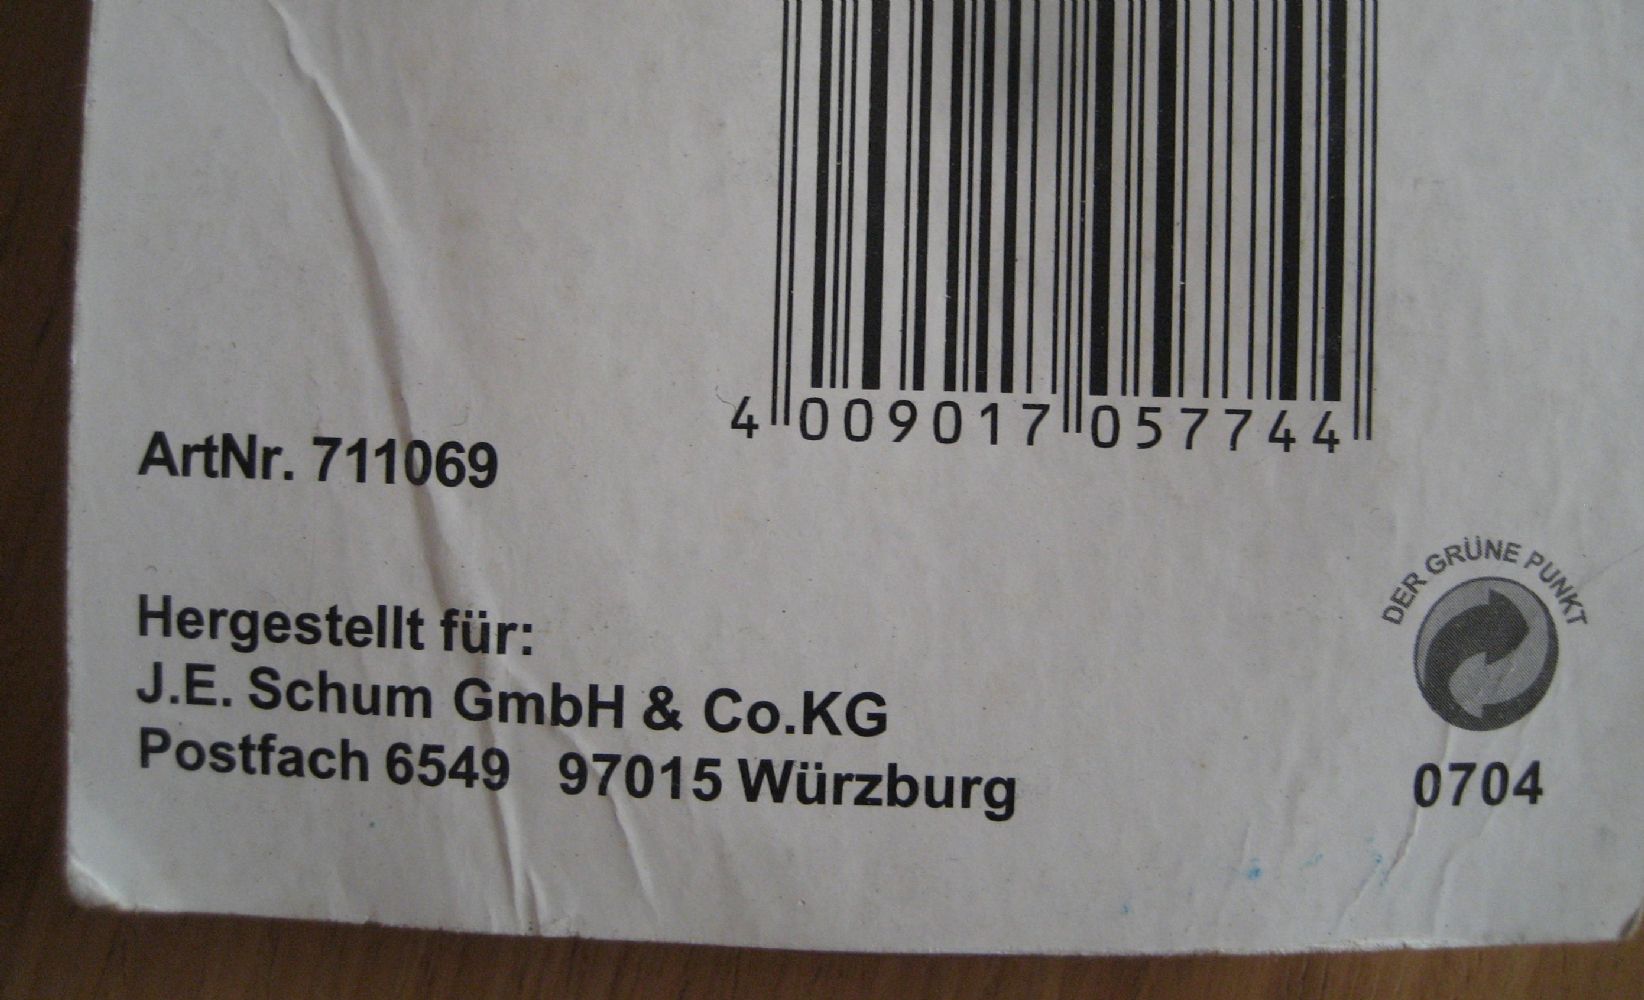 4 009017 057744
ArtNr. 711069
DER GRÜNE PUNKT
Hergestellt für:
J.E. Schum GmbH & Co.KG
Postfach 6549 97015 Würzburg
0704